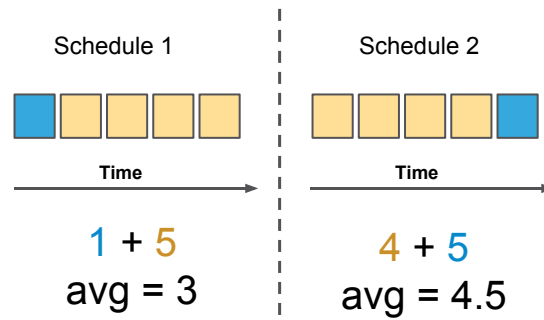 Schedule 1
Time
1 + 5
avg = 3
Schedule 2
Time
4 + 5
avg = 4.5